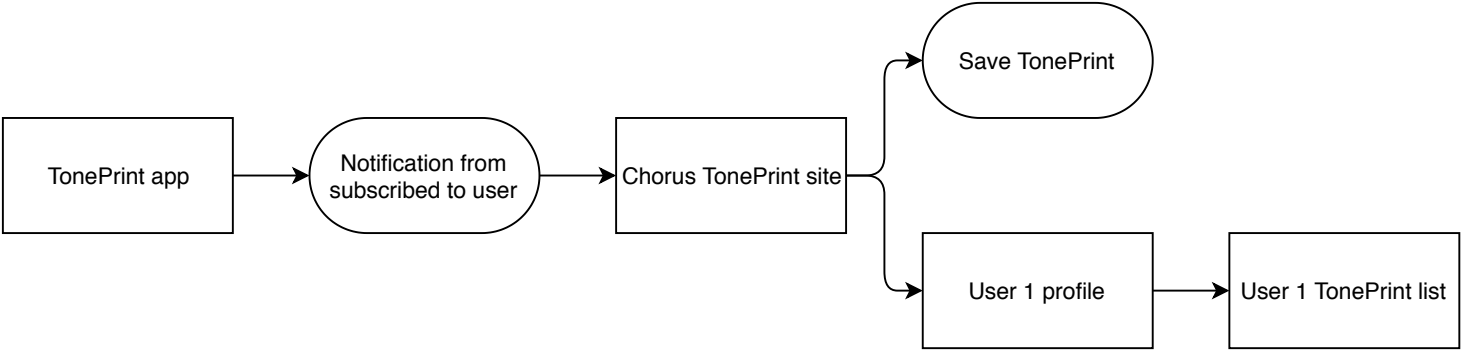 Save TonePrint
TonePrint app
Notification from
subscribed to user
Chorus TonePrint site
User 1 profile
User 1 TonePrint list